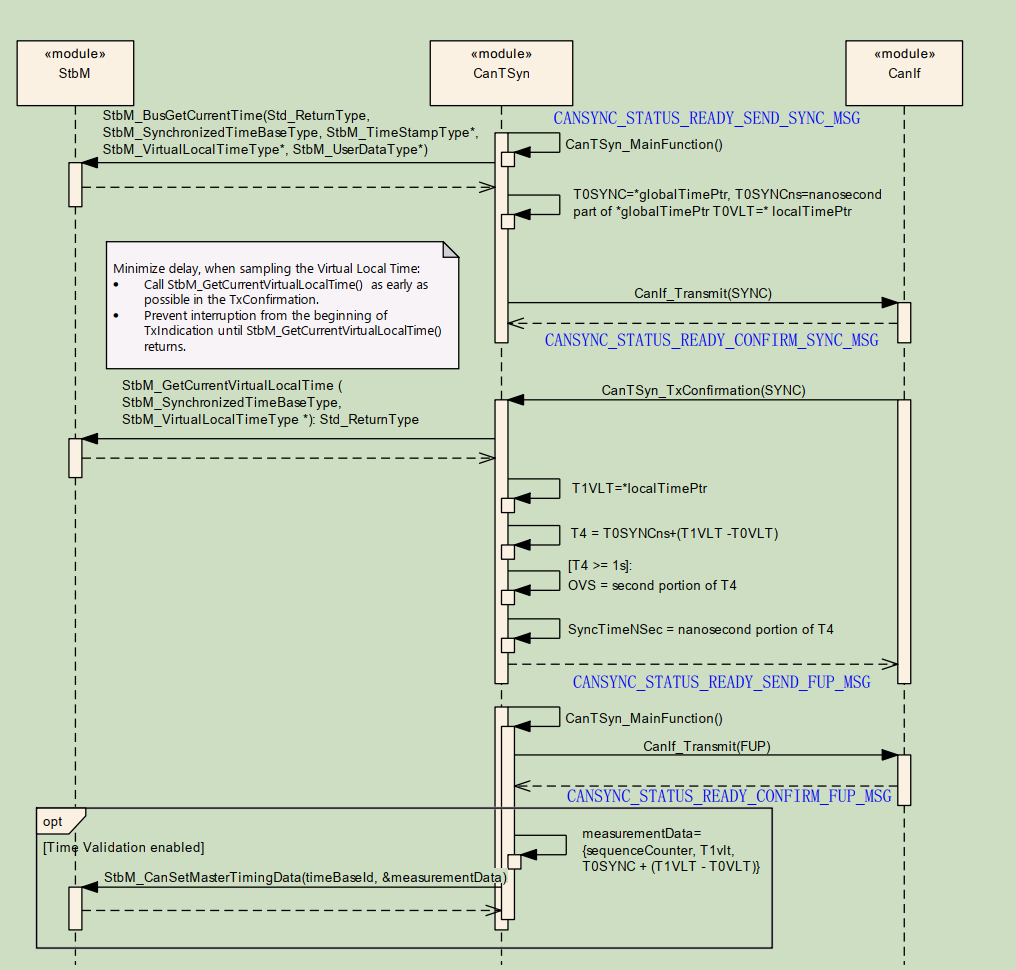 «module»
StbM
«module»
CanTSyn
«module»
CanIf
StbM_BusGetCurrentTime(Std_ReturnType,
StbM_SynchronizedTimeBaseType, StbM_TimeStampType*,
StbM_VirtualLocalTimeType*, StbM_UserDataType*)
CANSYNC_STATUS_READY_SEND_SYNC_MSG
CanTSyn_MainFunction()
T0SYNC=*globalTimePtr, T0SYNCns=nanosecond
part of *globalTimePtr T0VLT=* localTimePtr
Minimize delay, when sampling the Virtual Local Time:
• Call StbM_GetCurrentVirtualLocalTime() as early as
possible in the TxConfirmation.
• Prevent interruption from the beginning of
TxIndication until StbM_GetCurrentVirtualLocalTime()
returns.
CanIf_Transmit(SYNC)
CANSYNC_STATUS_READY_CONFIRM_SYNC_MSG
StbM_GetCurrentVirtualLocalTime (
StbM_SynchronizedTimeBaseType,
StbM_VirtualLocalTimeType *): Std_ReturnType
CanTSyn_TxConfirmation(SYNC)
T1VLT=*localTimePtr
T4 = T0SYNCns+(T1VLT -T0VLT)
[T4 >= 1s]:
OVS = second portion of T4
SyncTimeNSec = nanosecond portion of T4
CANSYNC_STATUS_READY_SEND_FUP_MSG
CanTSyn_MainFunction()
CanIf_Transmit(FUP)
CANSYNC_STATUS_READY_CONFIRM_FUP_MSG
opt
[Time Validation enabled]
measurementData=
{sequenceCounter, T1vlt,
T0SYNC + (T1VLT - T0VLT)}
StbM_CanSetMasterTimingData(timeBaseId, &measurementData)